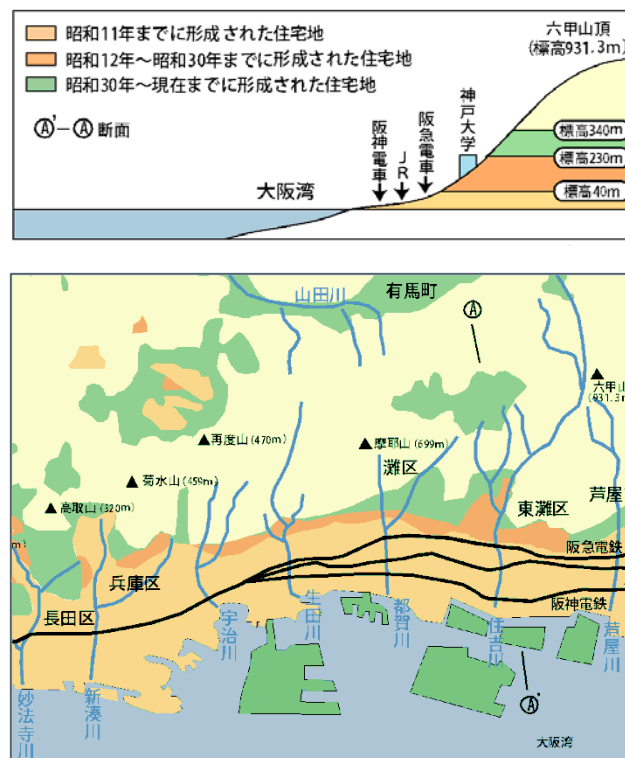 昭和11年までに形成された住宅地
昭和12年～昭和30年までに形成された住宅地
昭和30年～現在までに形成された住宅地
Ⓐ'－Ⓐ 断面
六甲山頂
(標高931.3m)
阪神電車
JR
阪急電車
神戸大学
大阪湾
標高340m
標高230m
標高40m
山田川
有馬町
Ⓐ
▲六甲山
(931.3m
▲再度山(470m)
▲摩耶山(699m)
灘区
▲菊水山(459m)
▲高取山(320m)
m)
東灘区
芦屋
阪急電鉄
兵庫区
長田区
阪神電鉄
宇治川
生田川
都賀川
住吉川
芦屋川
妙法寺川
新湊川
Ⓐ'
大阪湾